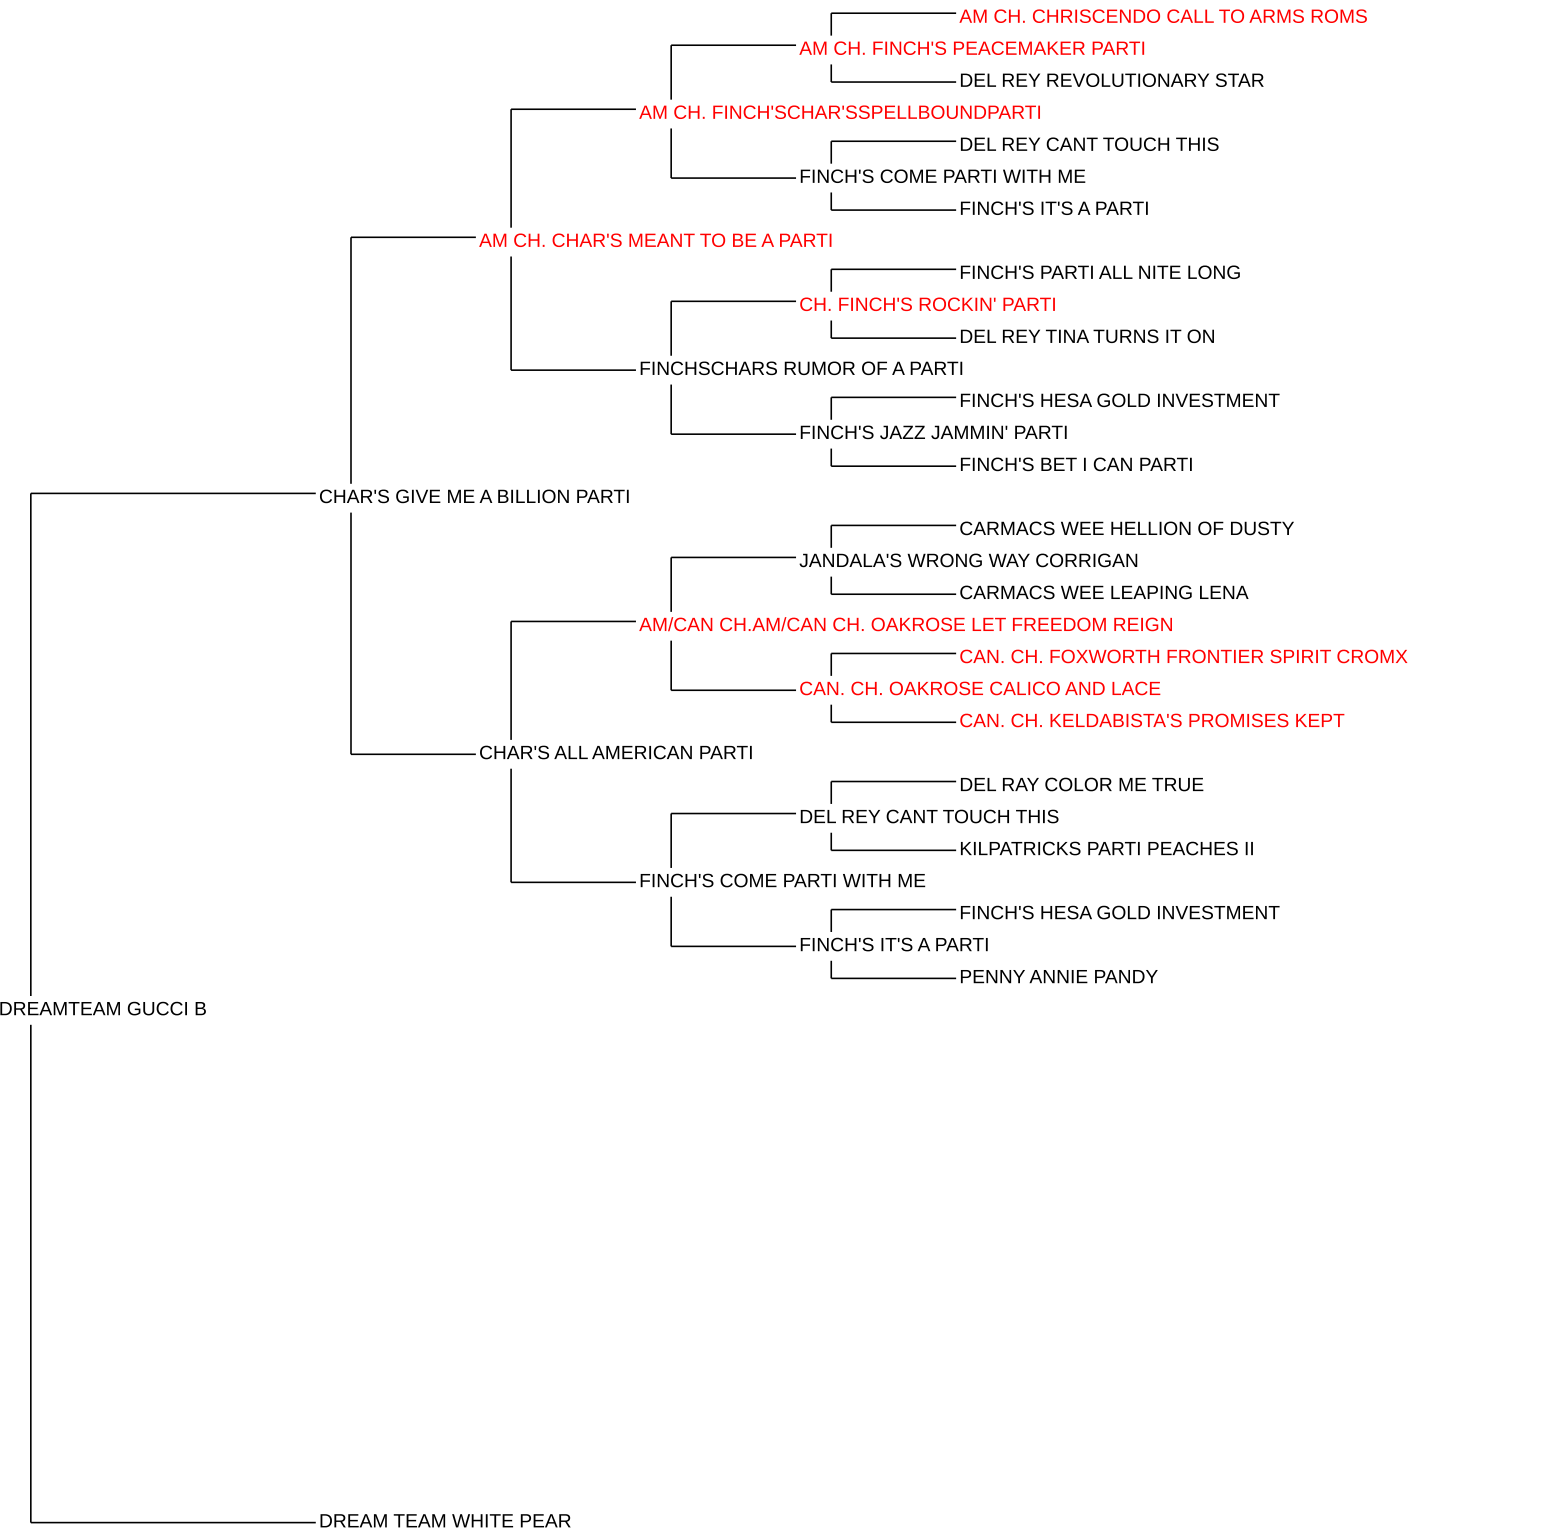 AM CH. CHRISCENDO CALL TO ARMS ROMS
AM CH. FINCH'S PEACEMAKER PARTI
DEL REY REVOLUTIONARY STAR
AM CH. FINCH'SCHAR'SSPELLBOUNDPARTI
DEL REY CANT TOUCH THIS
FINCH'S COME PARTI WITH ME
FINCH'S IT'S A PARTI
AM CH. CHAR'S MEANT TO BE A PARTI
FINCH'S PARTI ALL NITE LONG
CH. FINCH'S ROCKIN' PARTI
DEL REY TINA TURNS IT ON
FINCHSCHARS RUMOR OF A PARTI
FINCH'S HESA GOLD INVESTMENT
FINCH'S JAZZ JAMMIN' PARTI
FINCH'S BET I CAN PARTI
CHAR'S GIVE ME A BILLION PARTI
CARMACS WEE HELLION OF DUSTY
JANDALA'S WRONG WAY CORRIGAN
CARMACS WEE LEAPING LENA
AM/CAN CH.AM/CAN CH. OAKROSE LET FREEDOM REIGN
CAN. CH. FOXWORTH FRONTIER SPIRIT CROMX
CAN. CH. OAKROSE CALICO AND LACE
CAN. CH. KELDABISTA'S PROMISES KEPT
CHAR'S ALL AMERICAN PARTI
DEL RAY COLOR ME TRUE
DEL REY CANT TOUCH THIS
KILPATRICKS PARTI PEACHES II
FINCH'S COME PARTI WITH ME
FINCH'S HESA GOLD INVESTMENT
FINCH'S IT'S A PARTI
PENNY ANNIE PANDY
DREAMTEAM GUCCI B
DREAM TEAM WHITE PEAR